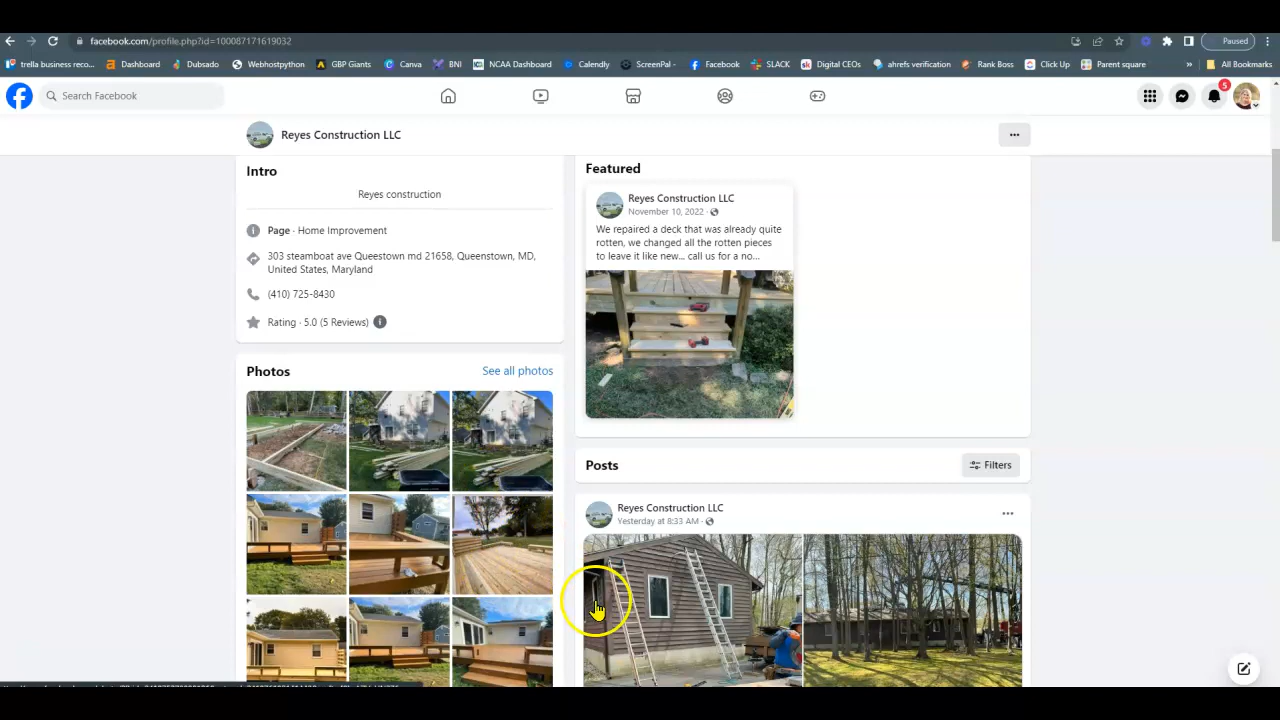 facebook.com/profile.php?id=100087171619032
Paused
trella business reco...
Dashboard
Dubsado
Webhostpython
GBP Giants
Canva
BNI
NCAA Dashboard
Calendly
ScreenPal -
Facebook
SLACK
Digital CEOs
ahrefs verification
Rank Boss
Click Up
Parent square
»
All Bookmarks
Search Facebook
5
Reyes Construction LLC
Intro
Reyes construction
Page · Home Improvement
303 steamboat ave Queestown md 21658, Queenstown, MD,
United States, Maryland
(410) 725-8430
Rating · 5.0 (5 Reviews)
Photos
See all photos
Featured
Reyes Construction LLC
November 10, 2022 ·
We repaired a deck that was already quite
rotten, we changed all the rotten pieces
to leave it like new... call us for a no...
Posts
Filters
Reyes Construction LLC
Yesterday at 8:33 AM ·